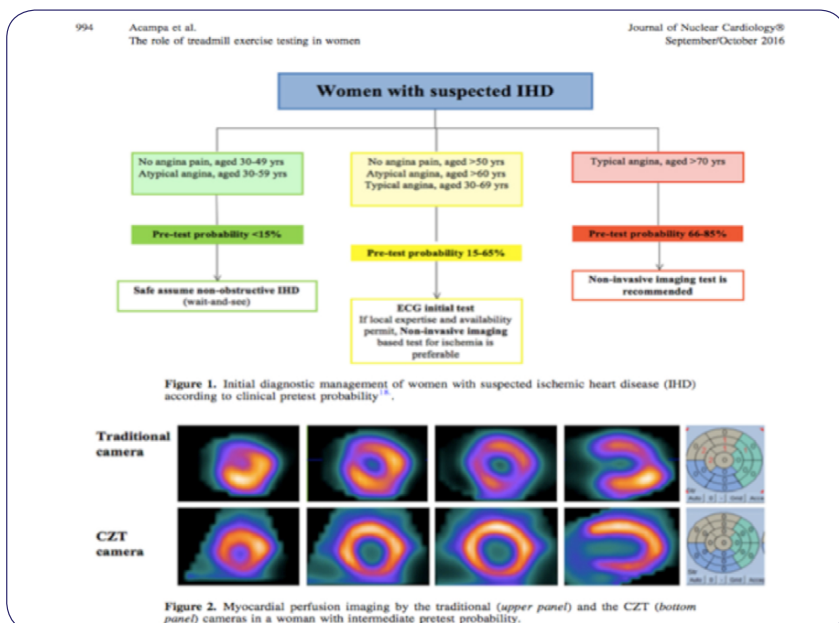 994 Acampa et al. Journal of Nuclear Cardiology®
The role of treadmill exercise testing in women September/October 2016
Women with suspected IHD
No angina pain, aged 30-49 yrs
Atypical angina, aged 30-59 yrs
No angina pain, aged >50 yrs
Atypical angina, aged >60 yrs
Typical angina, aged 30-69 yrs
Typical angina, aged >70 yrs
Pre-test probability <15%
Pre-test probability 15-65%
Pre-test probability 66-85%
Safe assume non-obstructive IHD
(wait-and-see)
ECG initial test
If local expertise and availability
permit, Non-invasive imaging
based test for ischemia is
preferable
Non-invasive imaging test is
recommended
Figure 1. Initial diagnostic management of women with suspected ischemic heart disease (IHD)
according to clinical pretest probability
Traditional
camera
CZT
camera
Figure 2. Myocardial perfusion imaging by the traditional (upper panel) and the CZT (bottom
panel) cameras in a woman with intermediate pretest probability.